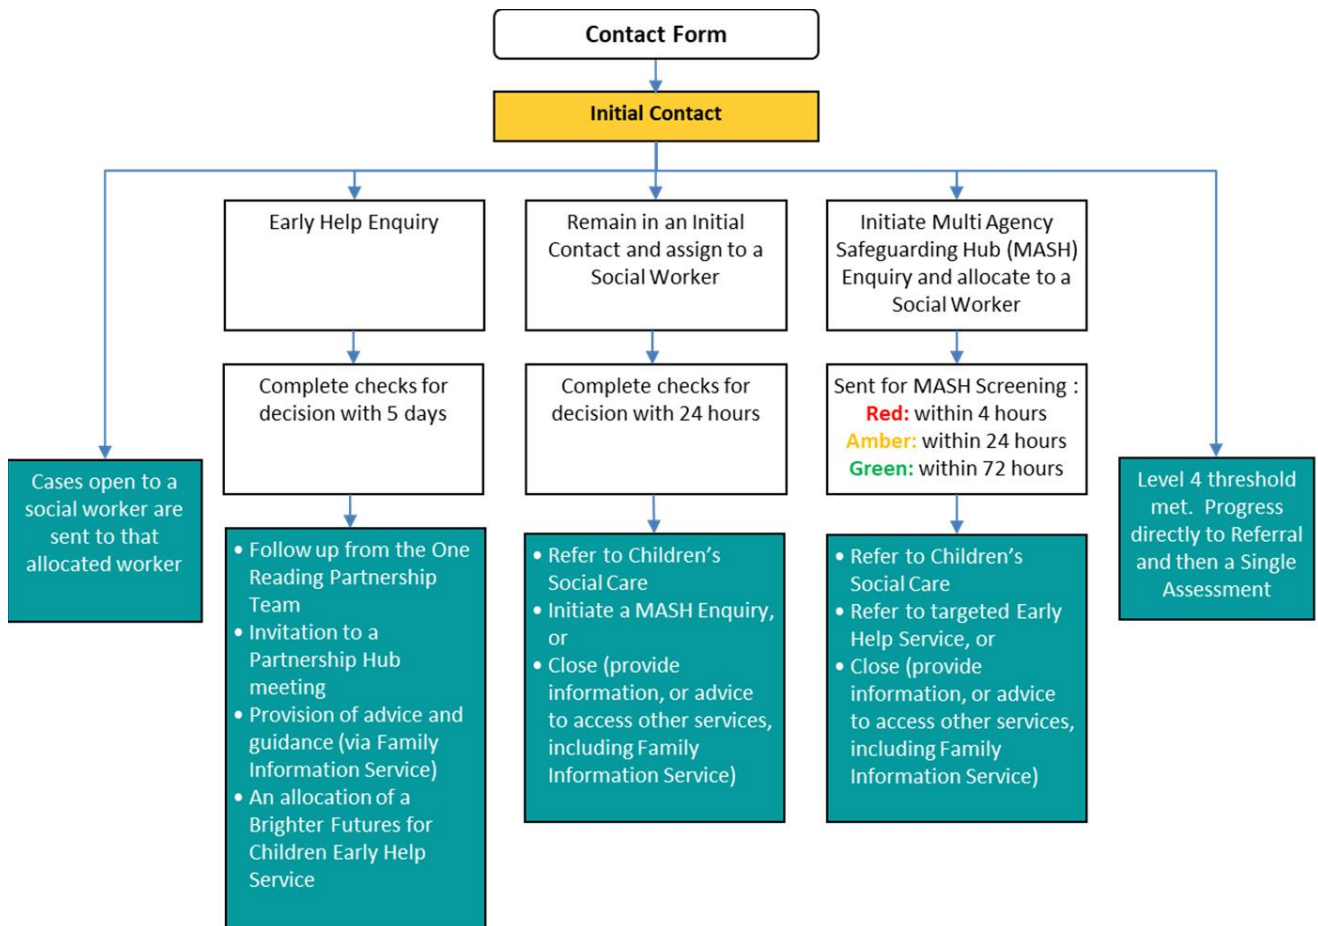 Contact Form
Initial Contact
Early Help Enquiry
Remain in an Initial
Contact and assign to a
Social Worker
Initiate Multi Agency
Safeguarding Hub (MASH)
Enquiry and allocate to a
Social Worker
Complete checks for
decision with 5 days
Complete checks for
decision with 24 hours
Sent for MASH Screening :
Red: within 4 hours
Amber: within 24 hours
Green: within 72 hours
Cases open to a
social worker are
sent to that
allocated worker
• Follow up from the One
Reading Partnership
Team
• Invitation to a
Partnership Hub
meeting
• Provision of advice and
guidance (via Family
Information Service)
• An allocation of a
Brighter Futures for
Children Early Help
Service
• Refer to Children’s
Social Care
• Initiate a MASH Enquiry,
or
• Close (provide
information, or advice
to access other services,
including Family
Information Service)
• Refer to Children’s
Social Care
• Refer to targeted Early
Help Service, or
• Close (provide
information, or advice
to access other services,
including Family
Information Service)
Level 4 threshold
met. Progress
directly to Referral
and then a Single
Assessment